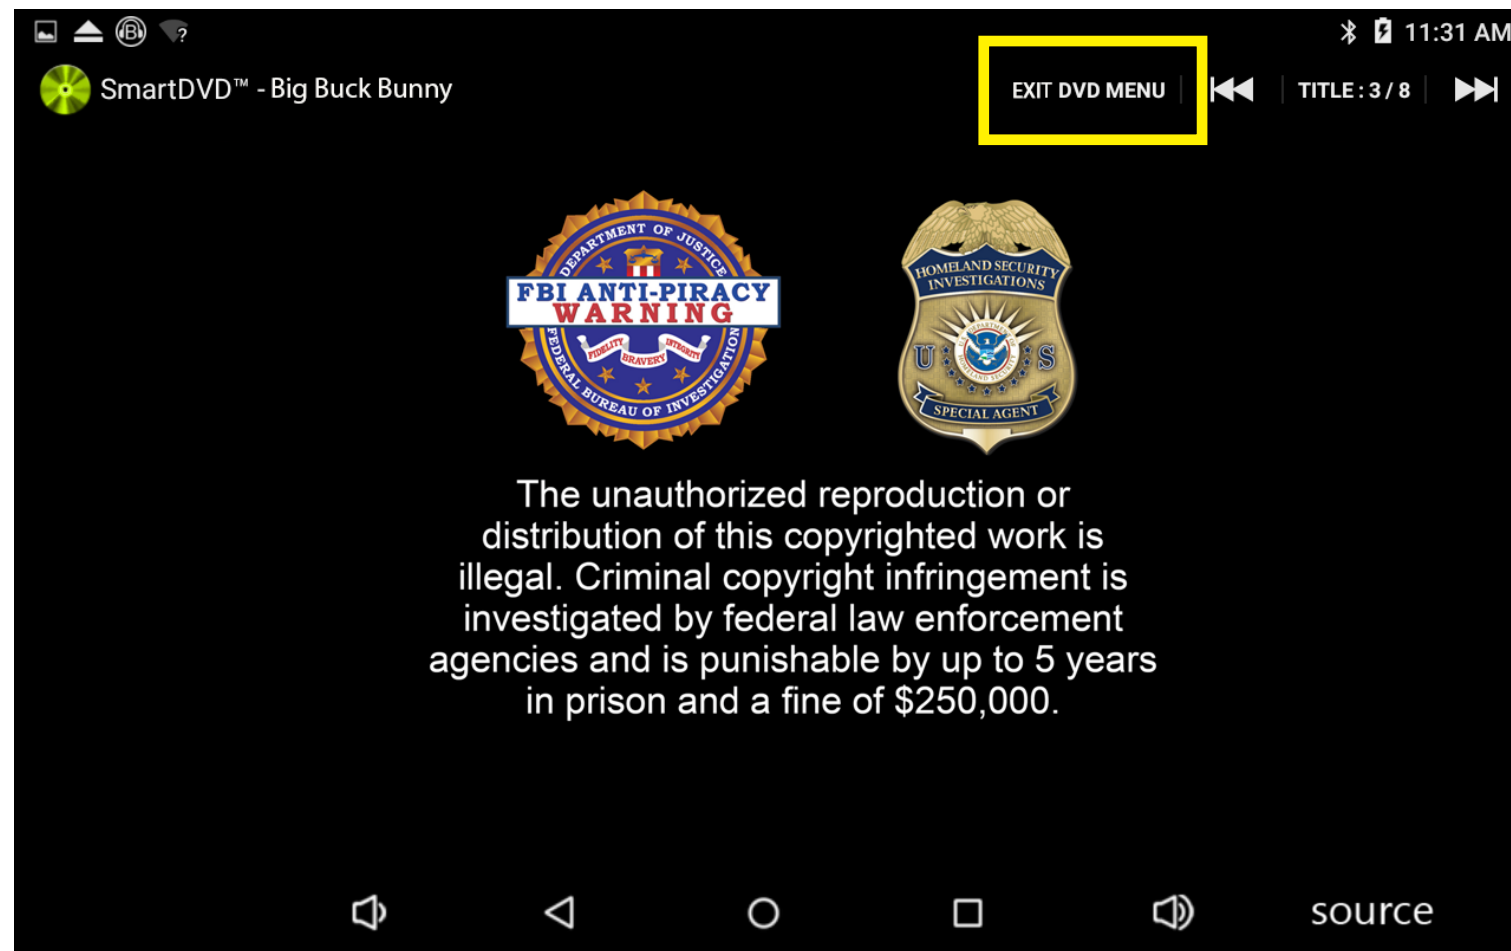 11:31 AM
SmartDVD™ - Big Buck Bunny
EXIT DVD MENU
TITLE : 3 / 8
DEPARTMENT OF JUSTICE
FBI ANTI-PIRACY
WARNING
FIDELITY BRAVERY INTEGRITY
FEDERAL BUREAU OF INVESTIGATION
HOMELAND SECURITY
INVESTIGATIONS
U S
SPECIAL AGENT
The unauthorized reproduction or
distribution of this copyrighted work is
illegal. Criminal copyright infringement is
investigated by federal law enforcement
agencies and is punishable by up to 5 years
in prison and a fine of $250,000.
source